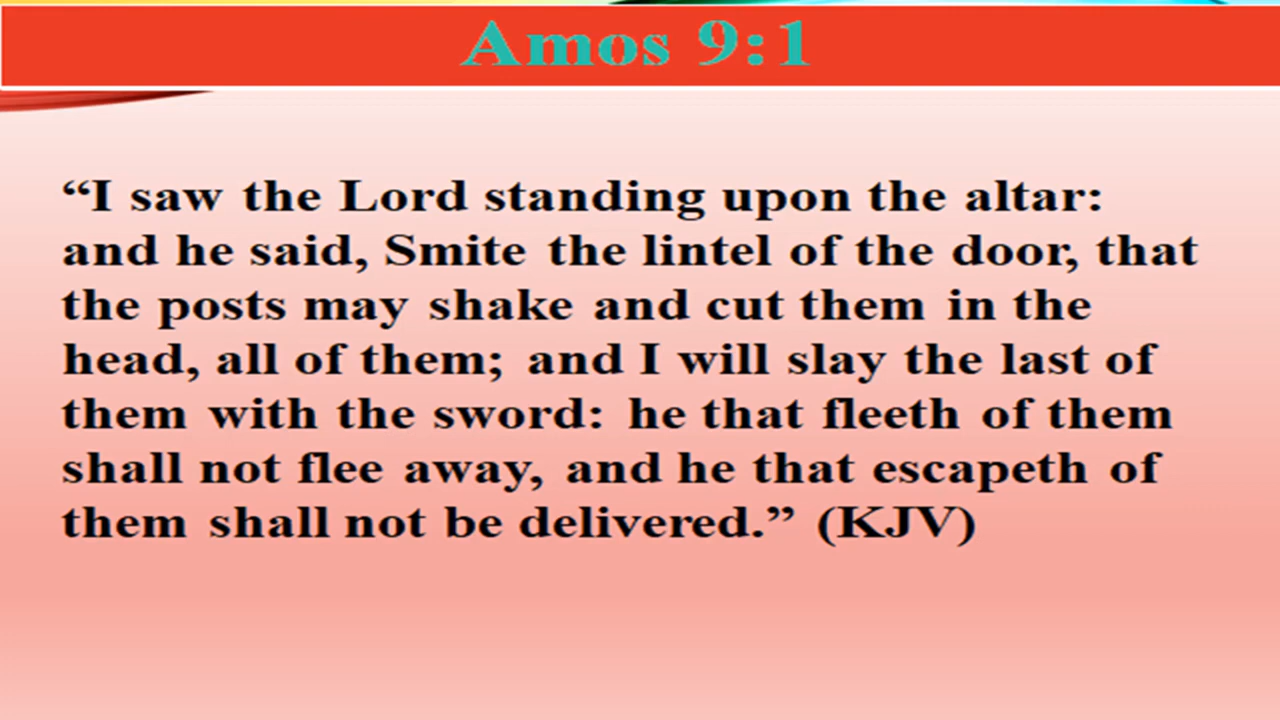 Amos 9:1
“I saw the Lord standing upon the altar:
and he said, Smite the lintel of the door, that
the posts may shake and cut them in the
head, all of them; and I will slay the last of
them with the sword: he that fleeth of them
shall not flee away, and he that escapeth of
them shall not be delivered.” (KJV)